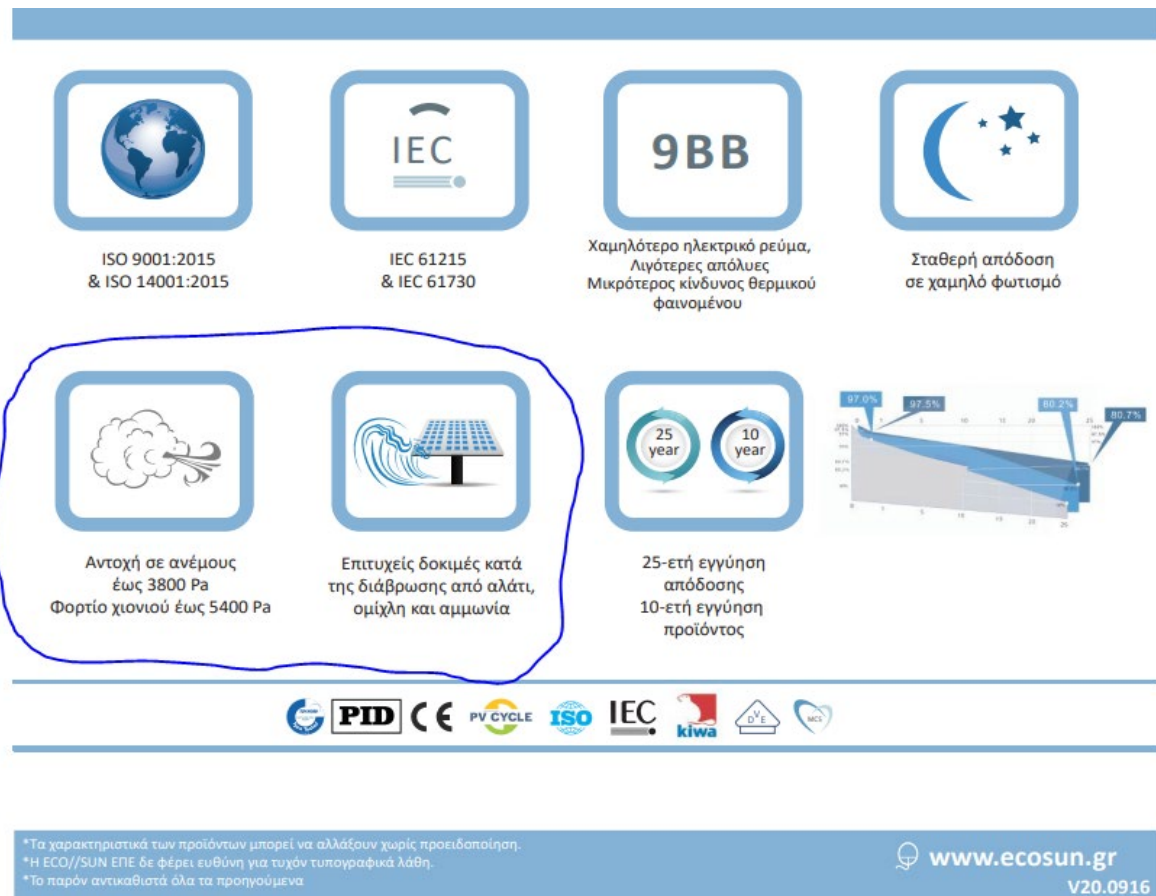 IEC
9BB
ISO 9001:2015
& ISO 14001:2015
IEC 61215
& IEC 61730
Χαμηλότερο ηλεκτρικό ρεύμα,
Λιγότερες απόλυες
Μικρότερος κίνδυνος θερμικού
φαινομένου
Σταθερή απόδοση
σε χαμηλό φωτισμό
25
year
10
year
97.0%
97.5%
80.7%
Αντοχή σε ανέμους
έως 3800 Pa
Φορτίο χιονιού έως 5400 Pa
Επιτυχείς δοκιμές κατά
της διάβρωσης από αλάτι,
ομίχλη και αμμωνία
25-ετή εγγύηση
απόδοσης
10-ετή εγγύηση
προϊόντος
PID CE PV CYCLE ISO IEC kiwa DVE MCS
*Τα χαρακτηριστικά των προϊόντων μπορεί να αλλάξουν χωρίς προειδοποίηση.
*Η ECO//SUN ΕΠΕ δε φέρει ευθύνη για τυχόν τυπογραφικά λάθη.
*Το παρόν αντικαθιστά όλα τα προηγούμενα
www.ecosun.gr
V20.0916